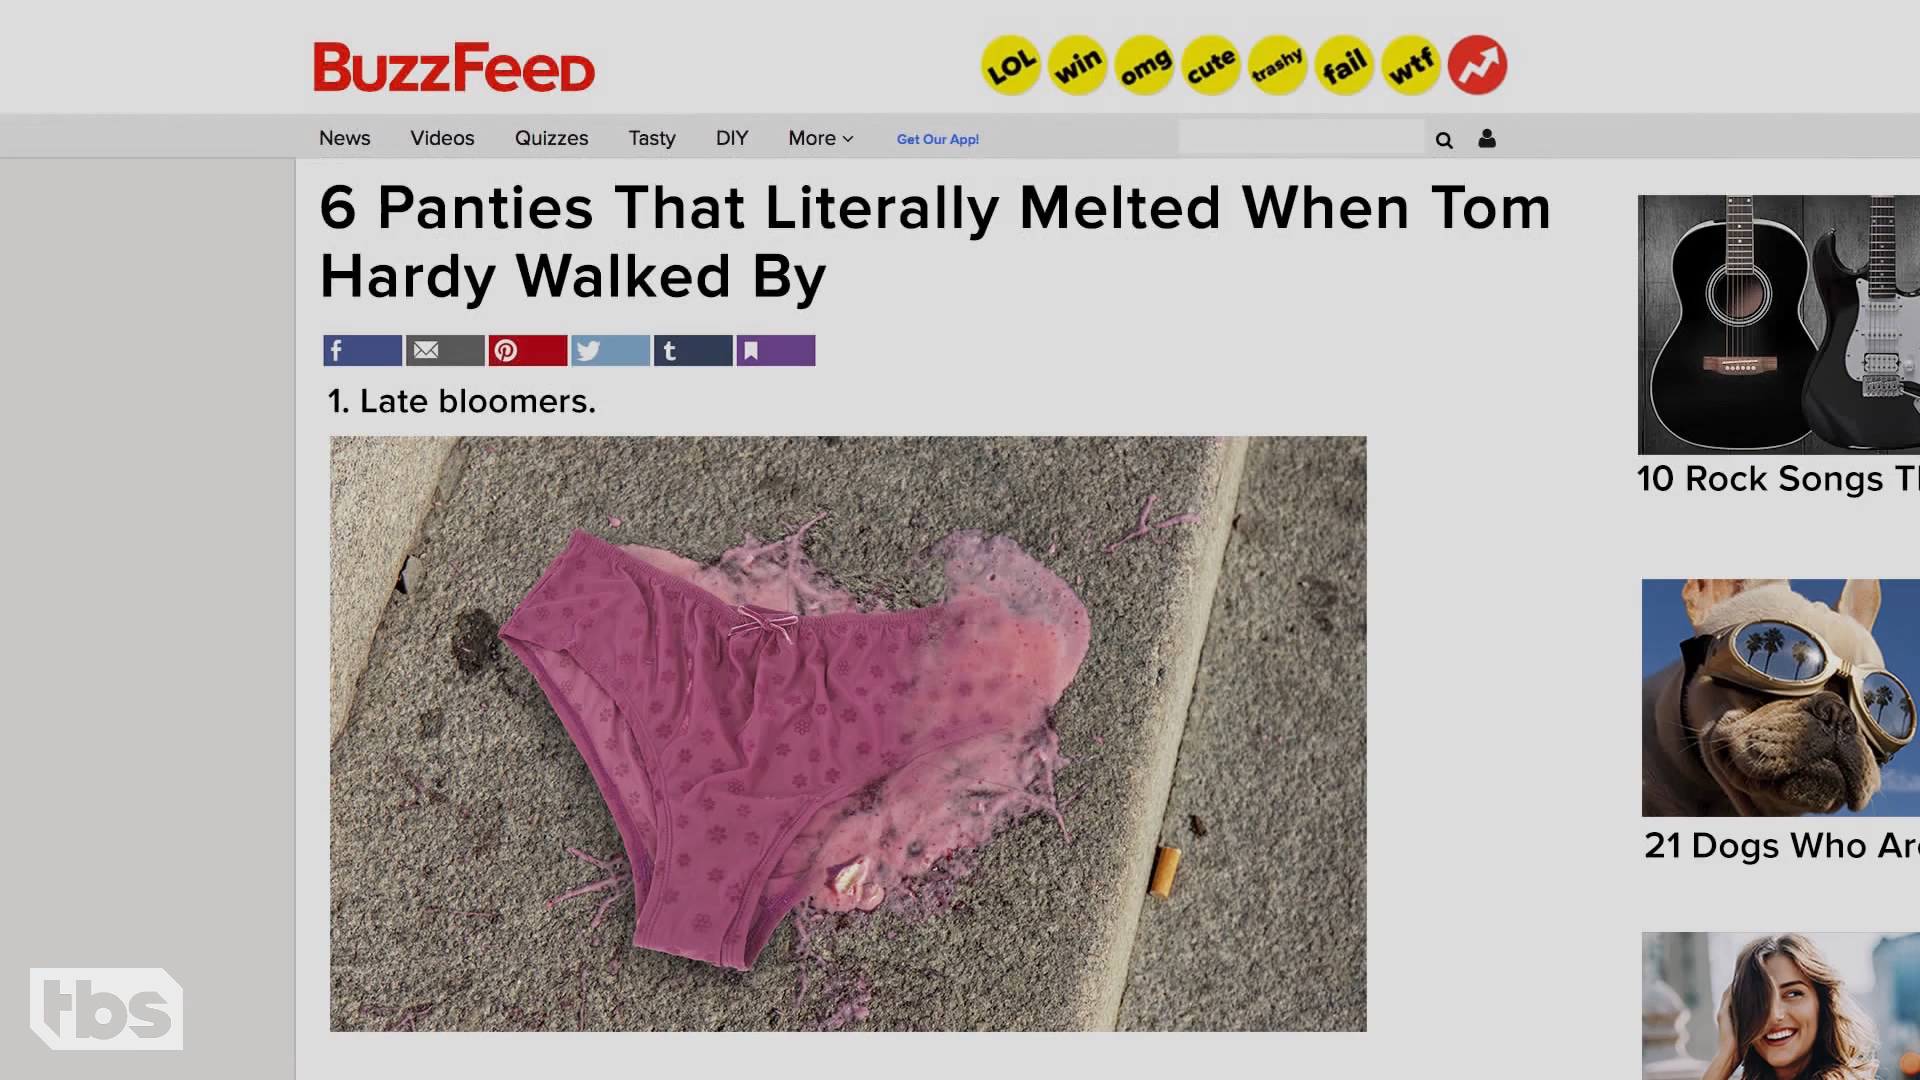 BuzzFeed
LOL win omg cute trashy fail wtf
News Videos Quizzes Tasty DIY More Get Our App!
6 Panties That Literally Melted When Tom
Hardy Walked By
1. Late bloomers.
10 Rock Songs
21 Dogs Who
tbs